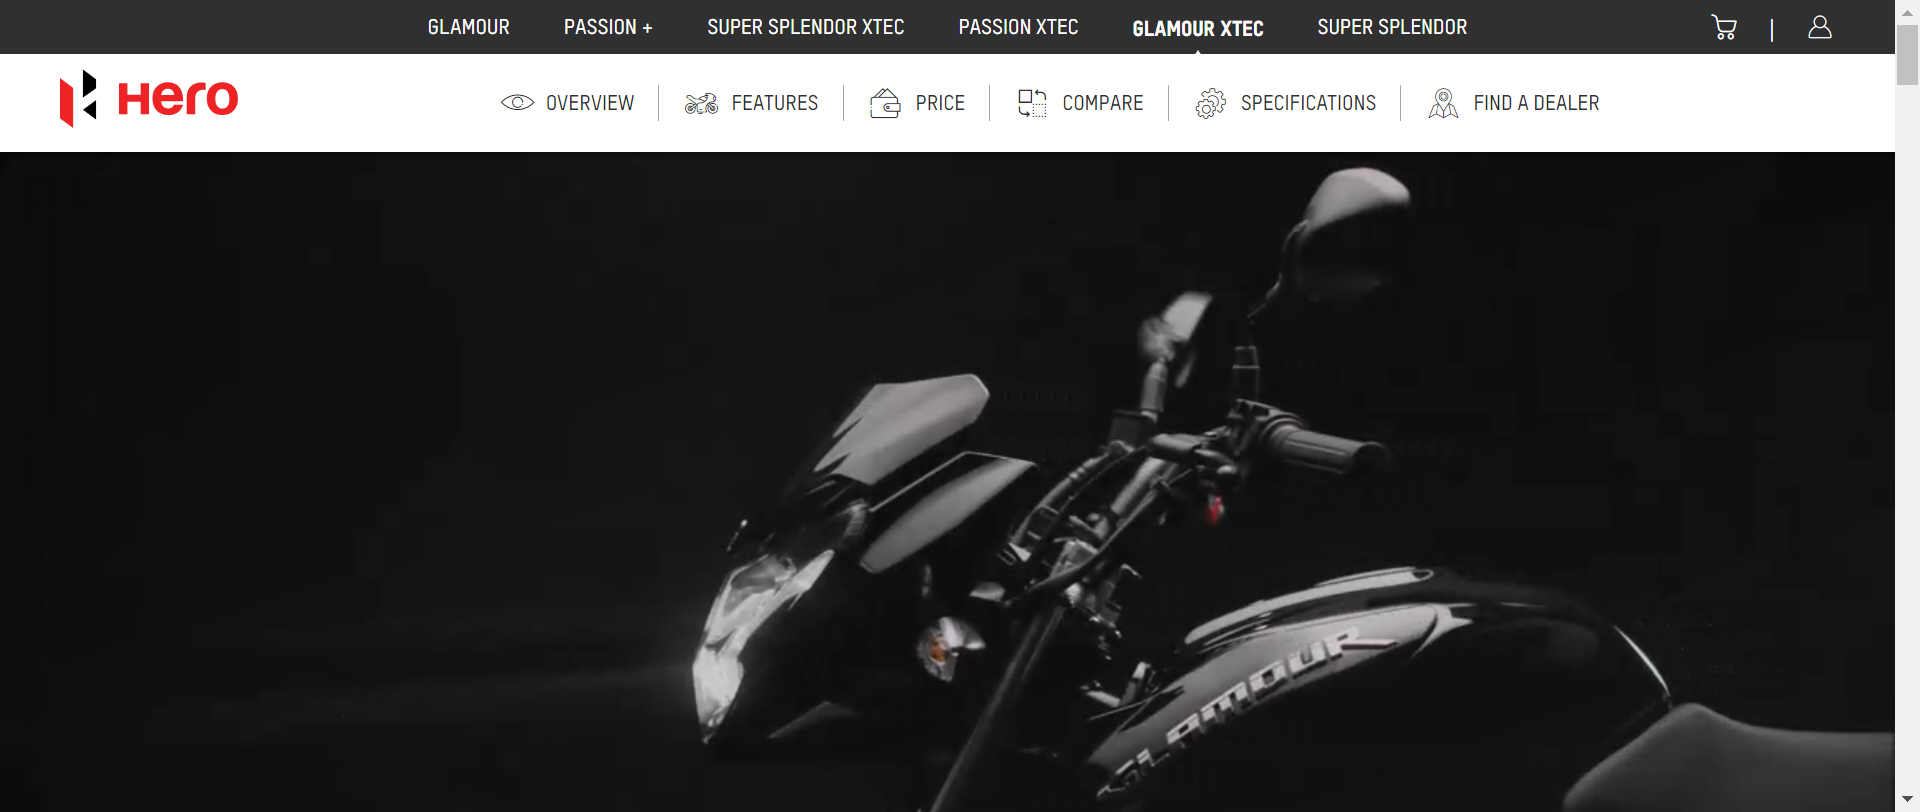 GLAMOUR PASSION + SUPER SPLENDOR XTEC PASSION XTEC GLAMOUR XTEC SUPER SPLENDOR
Hero
OVERVIEW FEATURES PRICE COMPARE SPECIFICATIONS FIND A DEALER
GLAMOUR